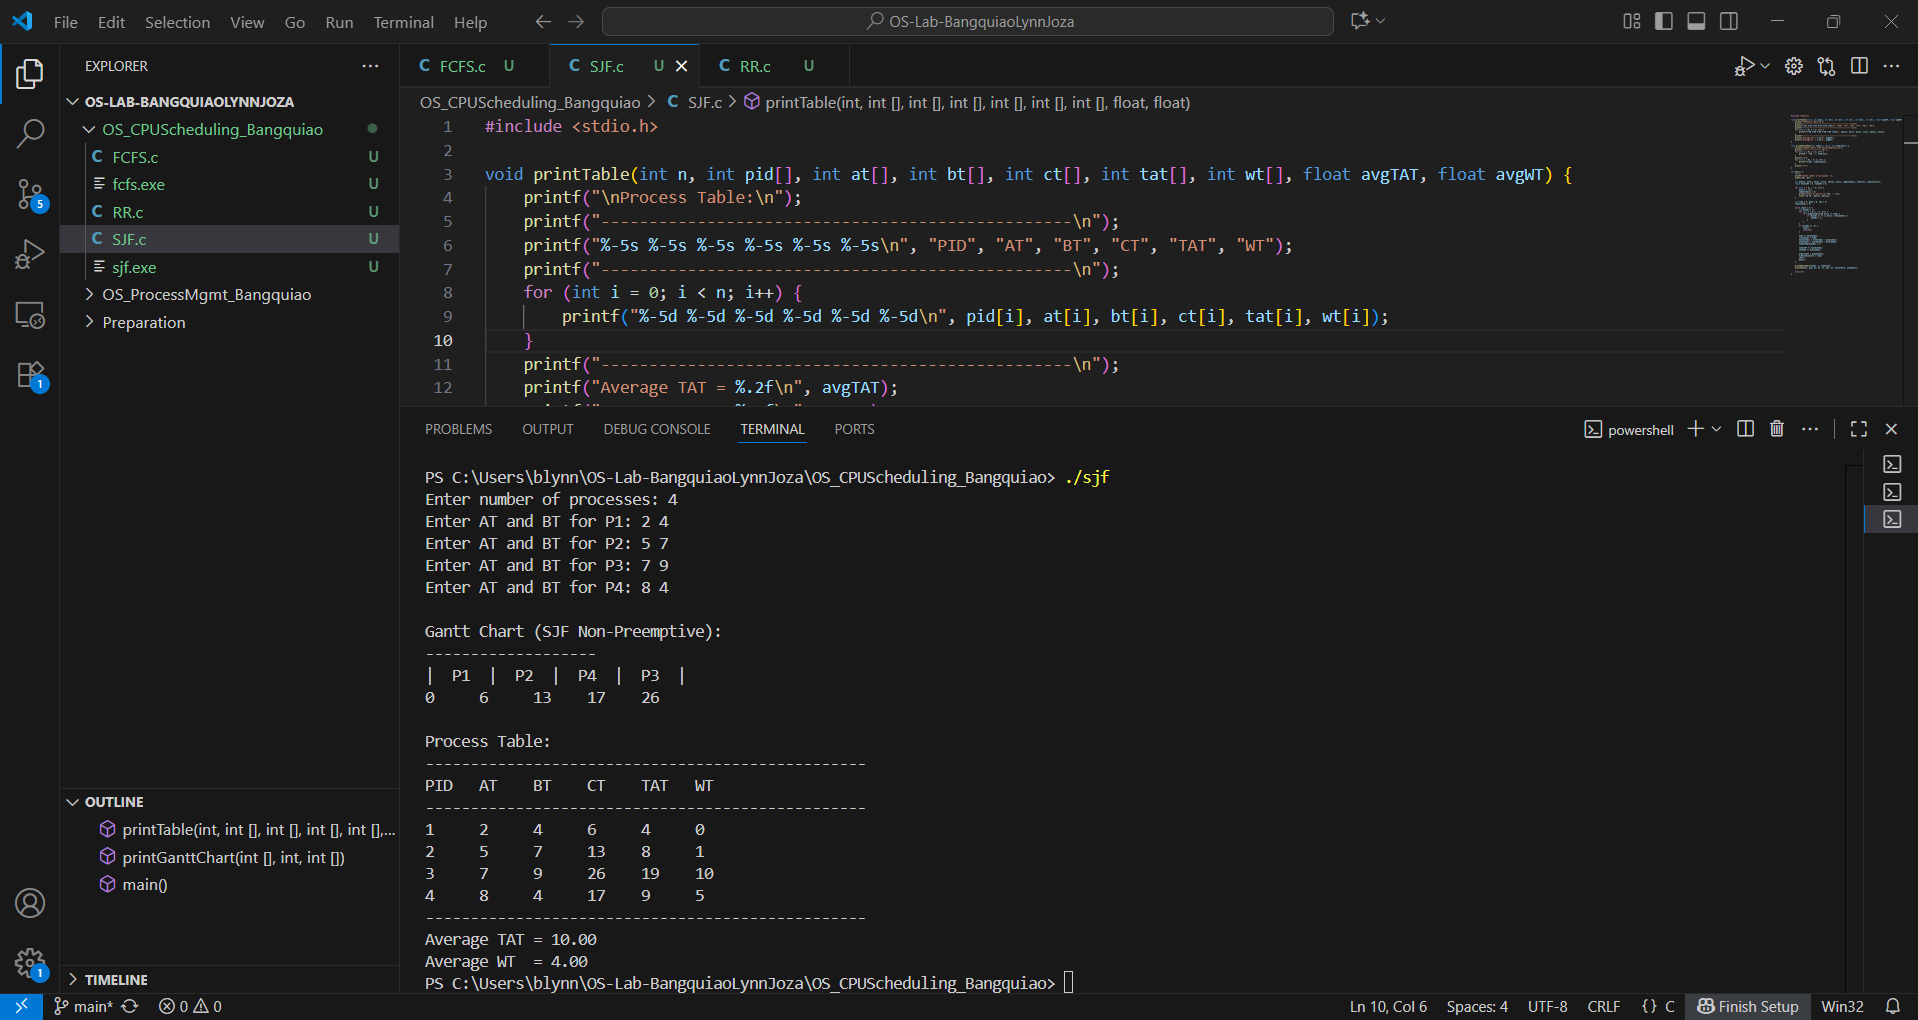 File Edit Selection View Go Run Terminal Help
OS-Lab-BangquiaoLynnJoza
EXPLORER
OS-LAB-BANGQUIAOLYNNJOZA
OS_CPUScheduling_Bangquiao
FCFS.c U
fcfs.exe U
RR.c U
SJF.c U
sjf.exe U
OS_ProcessMgmt_Bangquiao
Preparation
5
1
OUTLINE
printTable(int, int [], int [], int [], int [],...
printGanttChart(int [], int, int [])
main()
TIMELINE
1
FCFS.c U
SJF.c U
RR.c U
OS_CPUScheduling_Bangquiao > SJF.c > printTable(int, int [], int [], int [], int [], int [], int [], float, float)
1 #include <stdio.h>
2
3 void printTable(int n, int pid[], int at[], int bt[], int ct[], int tat[], int wt[], float avgTAT, float avgWT) {
4 printf("\nProcess Table:\n");
5 printf("-------------------------------------------------\n");
6 printf("%-5s %-5s %-5s %-5s %-5s %-5s\n", "PID", "AT", "BT", "CT", "TAT", "WT");
7 printf("-------------------------------------------------\n");
8 for (int i = 0; i < n; i++) {
9 printf("%-5d %-5d %-5d %-5d %-5d %-5d\n", pid[i], at[i], bt[i], ct[i], tat[i], wt[i]);
10 }
11 printf("-------------------------------------------------\n");
12 printf("Average TAT = %.2f\n", avgTAT);
PROBLEMS OUTPUT DEBUG CONSOLE TERMINAL PORTS
powershell
PS C:\Users\blynn\OS-Lab-BangquiaoLynnJoza\OS_CPUScheduling_Bangquiao> ./sjf
Enter number of processes: 4
Enter AT and BT for P1: 2 4
Enter AT and BT for P2: 5 7
Enter AT and BT for P3: 7 9
Enter AT and BT for P4: 8 4
Gantt Chart (SJF Non-Preemptive):
-------------------
|  P1  |  P2  |  P4  |  P3  |
0     6     13    17    26
Process Table:
-------------------------------------------------
PID   AT    BT    CT    TAT   WT
-------------------------------------------------
1     2     4     6     4     0
2     5     7     13    8     1
3     7     9     26    19    10
4     8     4     17    9     5
-------------------------------------------------
Average TAT = 10.00
Average WT  = 4.00
PS C:\Users\blynn\OS-Lab-BangquiaoLynnJoza\OS_CPUScheduling_Bangquiao>
main* 0 0
Ln 10, Col 6 Spaces: 4 UTF-8 CRLF {} C Finish Setup Win32